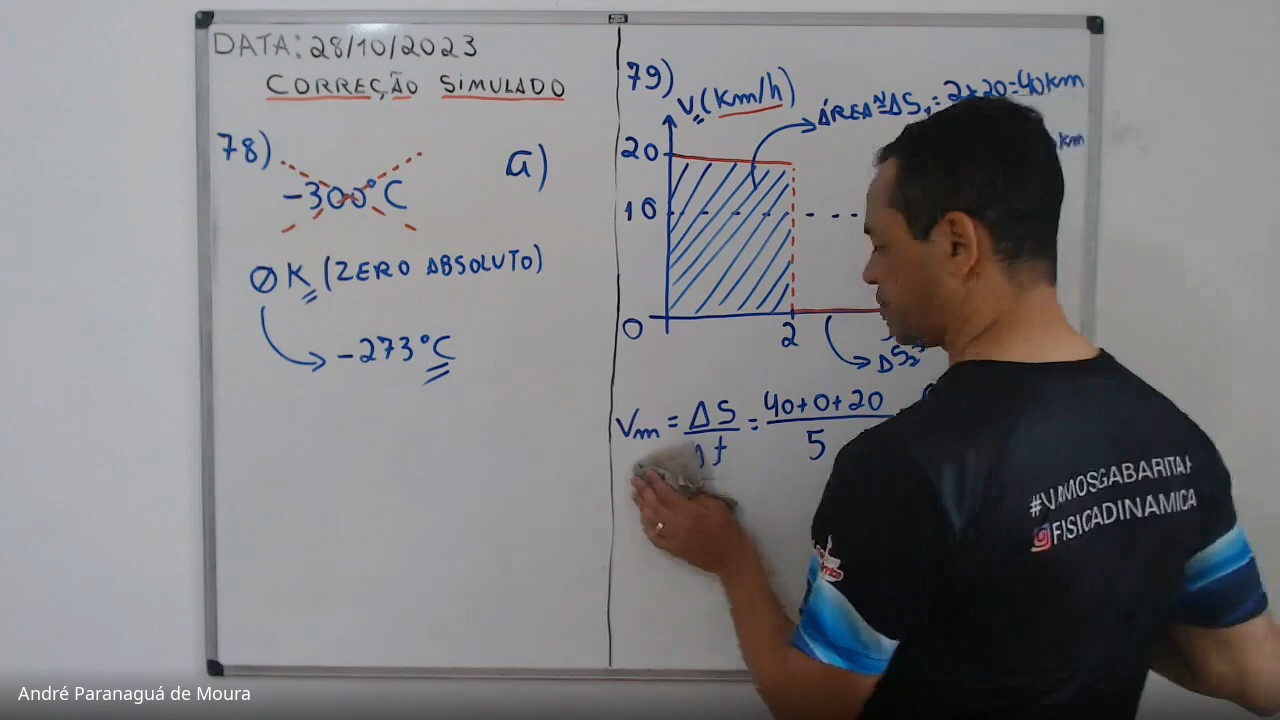 DATA: 28/10/2023
CORREÇÃO SIMULADO
78)
-300°C
a)
0 K (ZERO ABSOLUTO)
-273°C
79)
V(km/h)
ÁREA N= ΔS1 = 2×20=40km
km
20
10
0
2
ΔS2
Vm = ΔS = 40+0+20
Δt 5
#VAMOSGABARITAR
FISICADINAMICA
André Paranaguá de Moura